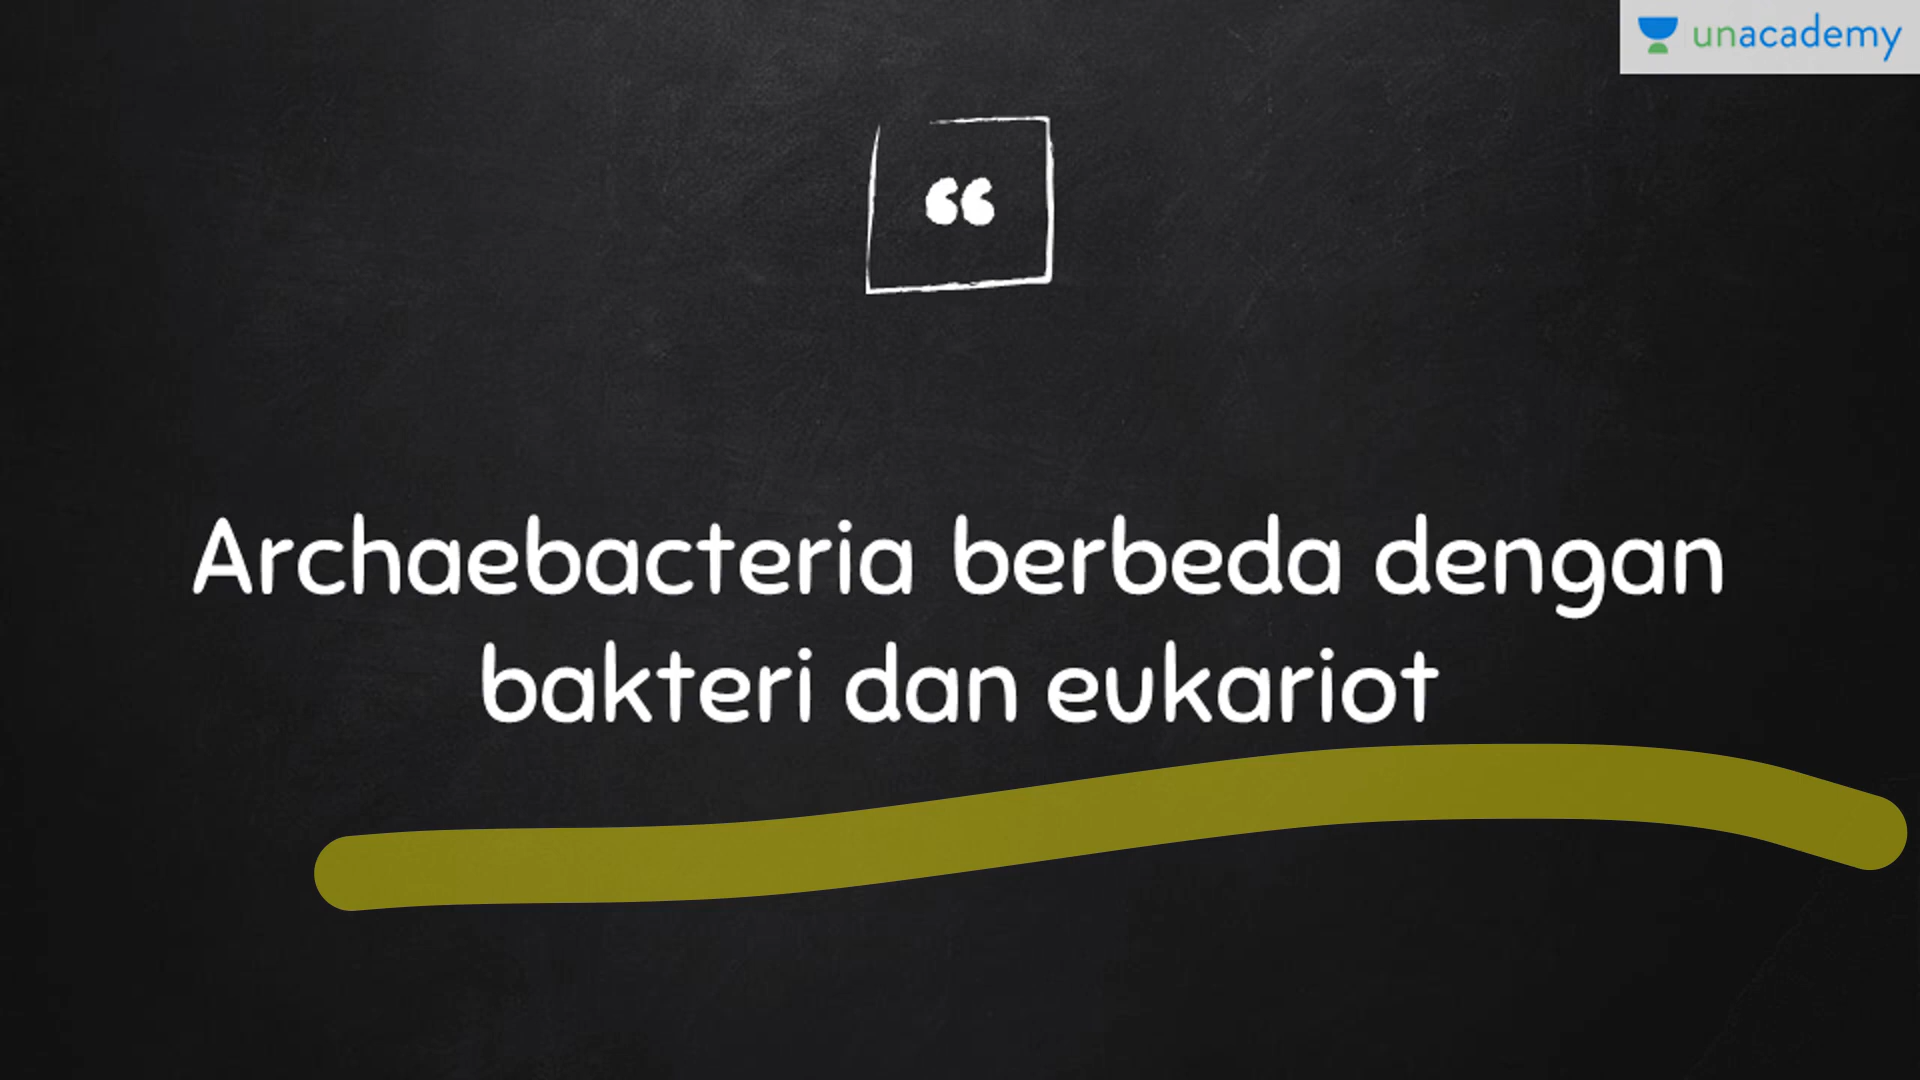 unacademy
“
Archaebacteria berbeda dengan
bakteri dan eukariot